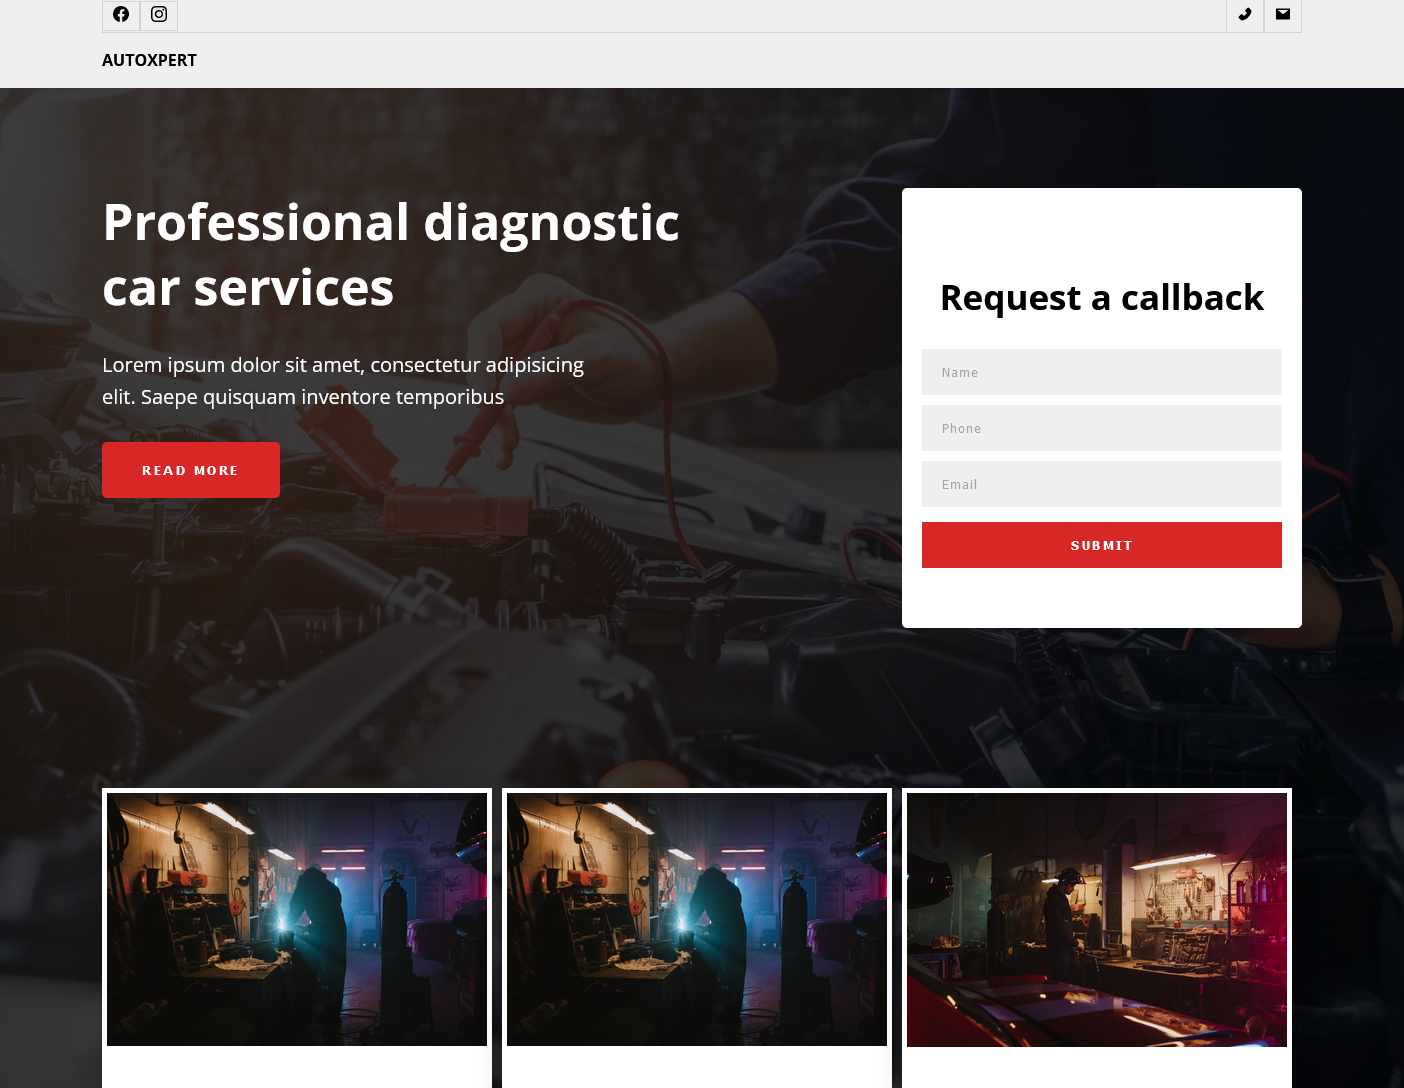 AUTOXPERT
Professional diagnostic
car services
Lorem ipsum dolor sit amet, consectetur adipisicing
elit. Saepe quisquam inventore temporibus
READ MORE
Request a callback
Name
Phone
Email
SUBMIT